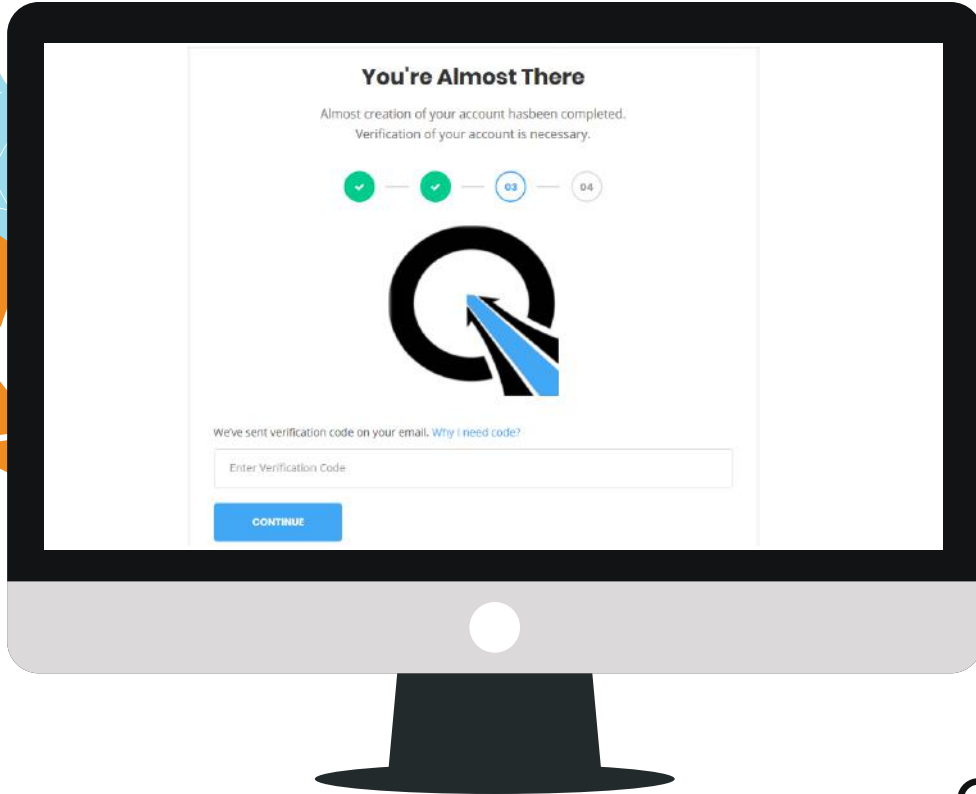 You're Almost There
Almost creation of your account hasbeen completed.
Verification of your account is necessary.
03
04
We've sent verification code on your email. Why I need code?
Enter Verification Code
CONTINUE